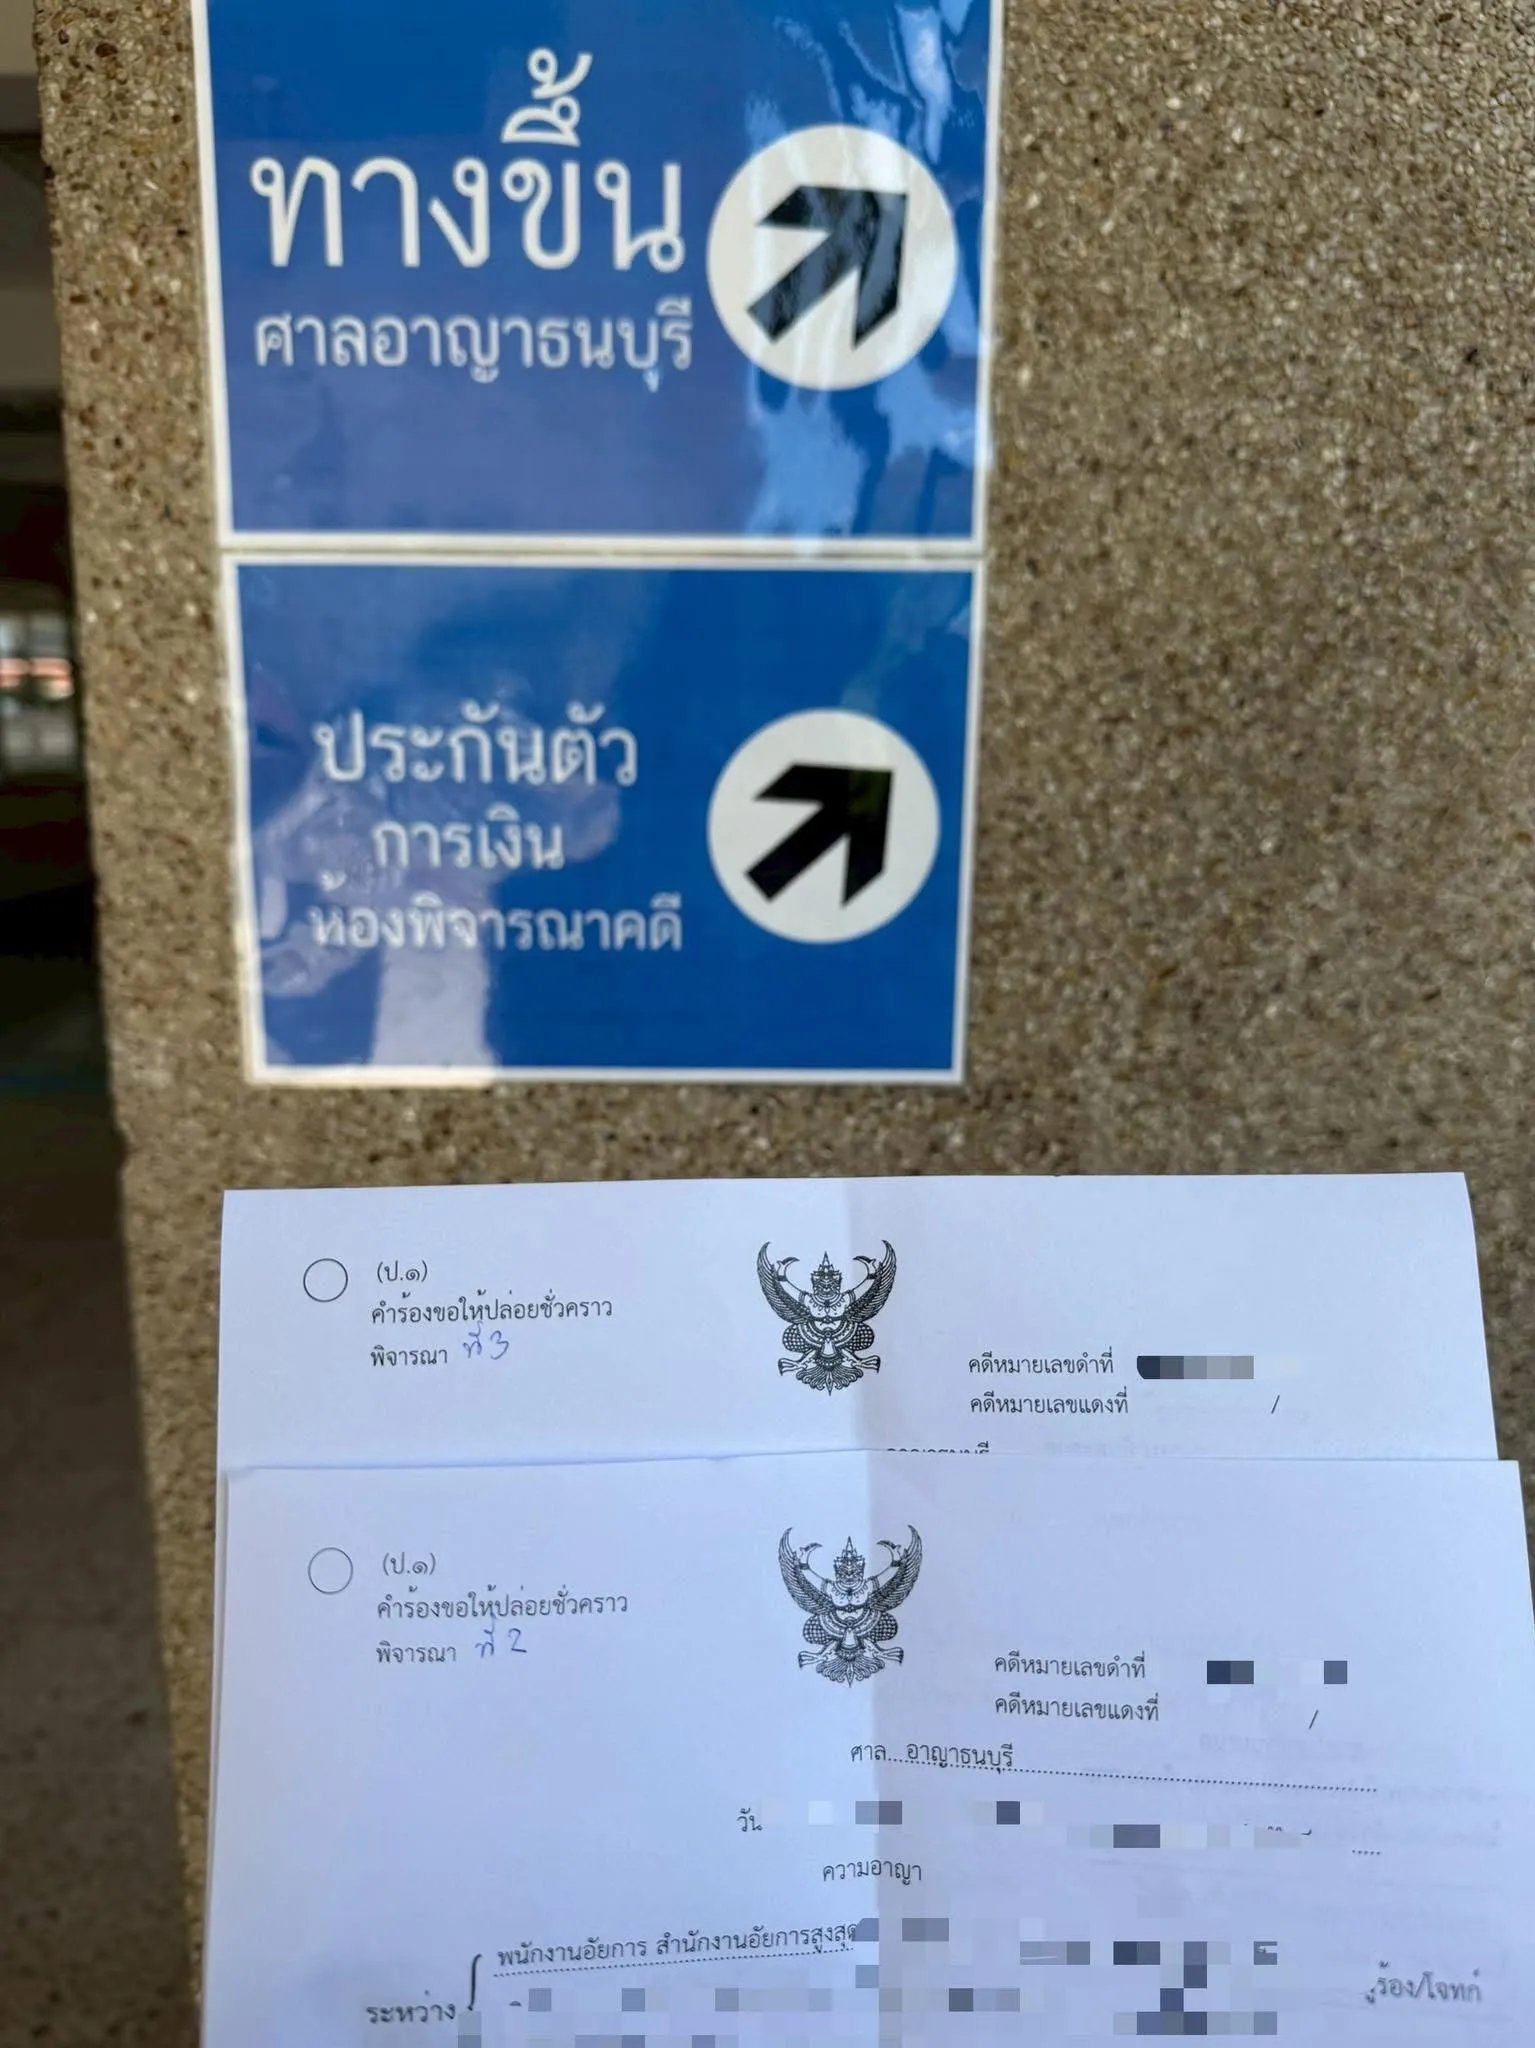 ทางขึ้น
ศาลอาญาธนบุรี
ประกันตัว
การเงิน
ห้องพิจารณาคดี
(ป.๑)
คำร้องขอให้ปล่อยชั่วคราว
พิจารณา ที่ 3
คดีหมายเลขดำที่
คดีหมายเลขแดงที่ /
(ป.๑)
คำร้องขอให้ปล่อยชั่วคราว
พิจารณา ที่ 2
คดีหมายเลขดำที่
คดีหมายเลขแดงที่ /
ศาล...อาญาธนบุรี
วัน
ความอาญา
พนักงานอัยการ สำนักงานอัยการสูงสุด
ระหว่าง
ผู้ร้อง/โจทก์